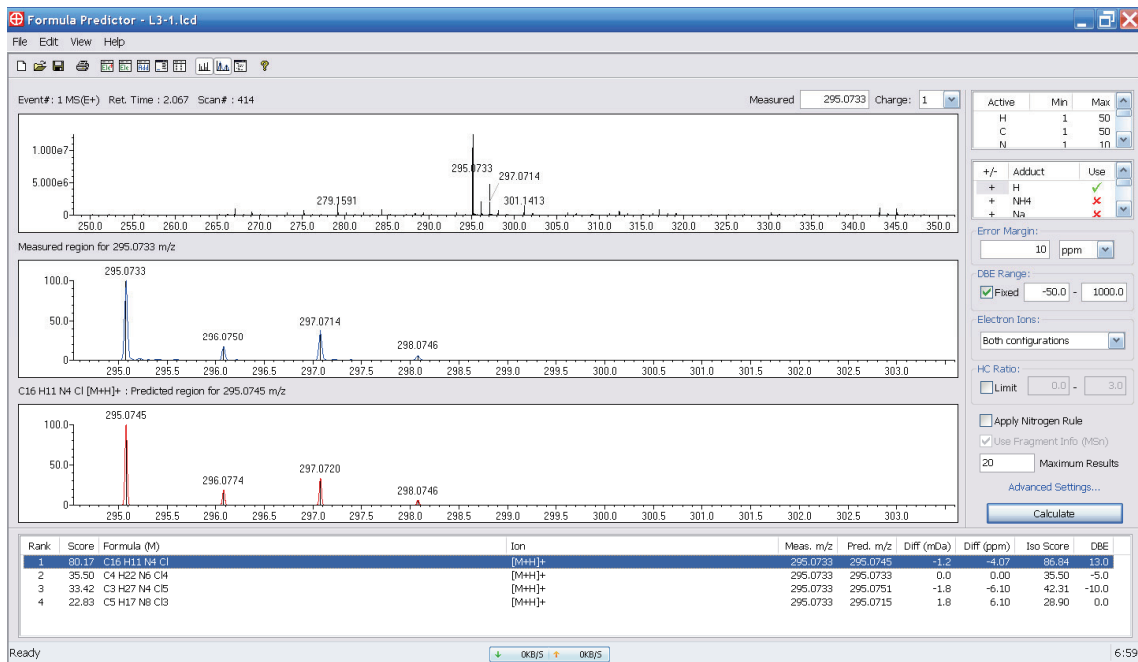 Formula Predictor - L3-1.lcd
File Edit View Help
Event#: 1 MS(E+) Ret. Time : 2.067 Scan# : 414
Measured 295.0733 Charge: 1
1.000e7
5.000e6
0
295.0733
297.0714
279.1591
301.1413
250.0 255.0 260.0 265.0 270.0 275.0 280.0 285.0 290.0 295.0 300.0 305.0 310.0 315.0 320.0 325.0 330.0 335.0 340.0 345.0 350.0
Measured region for 295.0733 m/z
100.0
50.0
0
295.0733
296.0750
297.0714
298.0746
295.0 295.5 296.0 296.5 297.0 297.5 298.0 298.5 299.0 299.5 300.0 300.5 301.0 301.5 302.0 302.5 303.0
C16 H11 N4 Cl [M+H]+ : Predicted region for 295.0745 m/z
100.0
50.0
0
295.0745
296.0774
297.0720
298.0746
295.0 295.5 296.0 296.5 297.0 297.5 298.0 298.5 299.0 299.5 300.0 300.5 301.0 301.5 302.0 302.5 303.0
Active Min Max
H 1 50
C 1 50
N 1 10
+/- Adduct Use
+ H
+ NH4
+ Na
Error Margin:
10 ppm
DBE Range:
Fixed -50.0 - 1000.0
Electron Ions:
Both configurations
HC Ratio:
Limit 0.0 - 3.0
Apply Nitrogen Rule
Use Fragment Info (MSn)
20 Maximum Results
Advanced Settings...
Calculate
Rank Score Formula (M) Ion Meas. m/z Pred. m/z Diff (mDa) Diff (ppm) Iso Score DBE
1 80.17 C16 H11 N4 Cl [M+H]+ 295.0733 295.0745 -1.2 -4.07 86.84 13.0
2 35.50 C4 H22 N6 Cl4 [M+H]+ 295.0733 295.0733 0.0 0.00 35.50 -5.0
3 33.42 C3 H27 N4 Cl5 [M+H]+ 295.0733 295.0751 -1.8 -6.10 42.31 -10.0
4 22.83 C5 H17 N8 Cl3 [M+H]+ 295.0733 295.0715 1.8 6.10 28.90 0.0
Ready 0KB/S 0KB/S 6:59